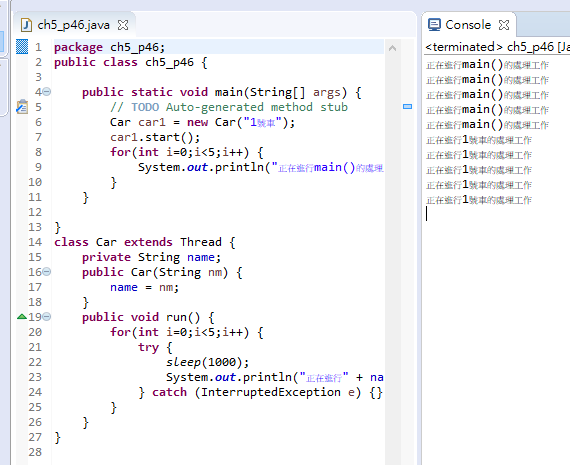 ch5_p46.java
1 package ch5_p46;
2 public class ch5_p46 {
3
4 public static void main(String[] args) {
5 // TODO Auto-generated method stub
6 Car car1 = new Car("1號車");
7 car1.start();
8 for(int i=0;i<5;i++) {
9 System.out.println("正在進行main()的處理
10 }
11 }
12
13 }
14 class Car extends Thread {
15 private String name;
16 public Car(String nm) {
17 name = nm;
18 }
19 public void run() {
20 for(int i=0;i<5;i++) {
21 try {
22 sleep(1000);
23 System.out.println("正在進行" + na
24 } catch (InterruptedException e) {}
25 }
26 }
27 }
28
Console
<terminated> ch5_p46 [Ja
正在進行main()的處理工作
正在進行main()的處理工作
正在進行main()的處理工作
正在進行main()的處理工作
正在進行main()的處理工作
正在進行1號車的處理工作
正在進行1號車的處理工作
正在進行1號車的處理工作
正在進行1號車的處理工作
正在進行1號車的處理工作